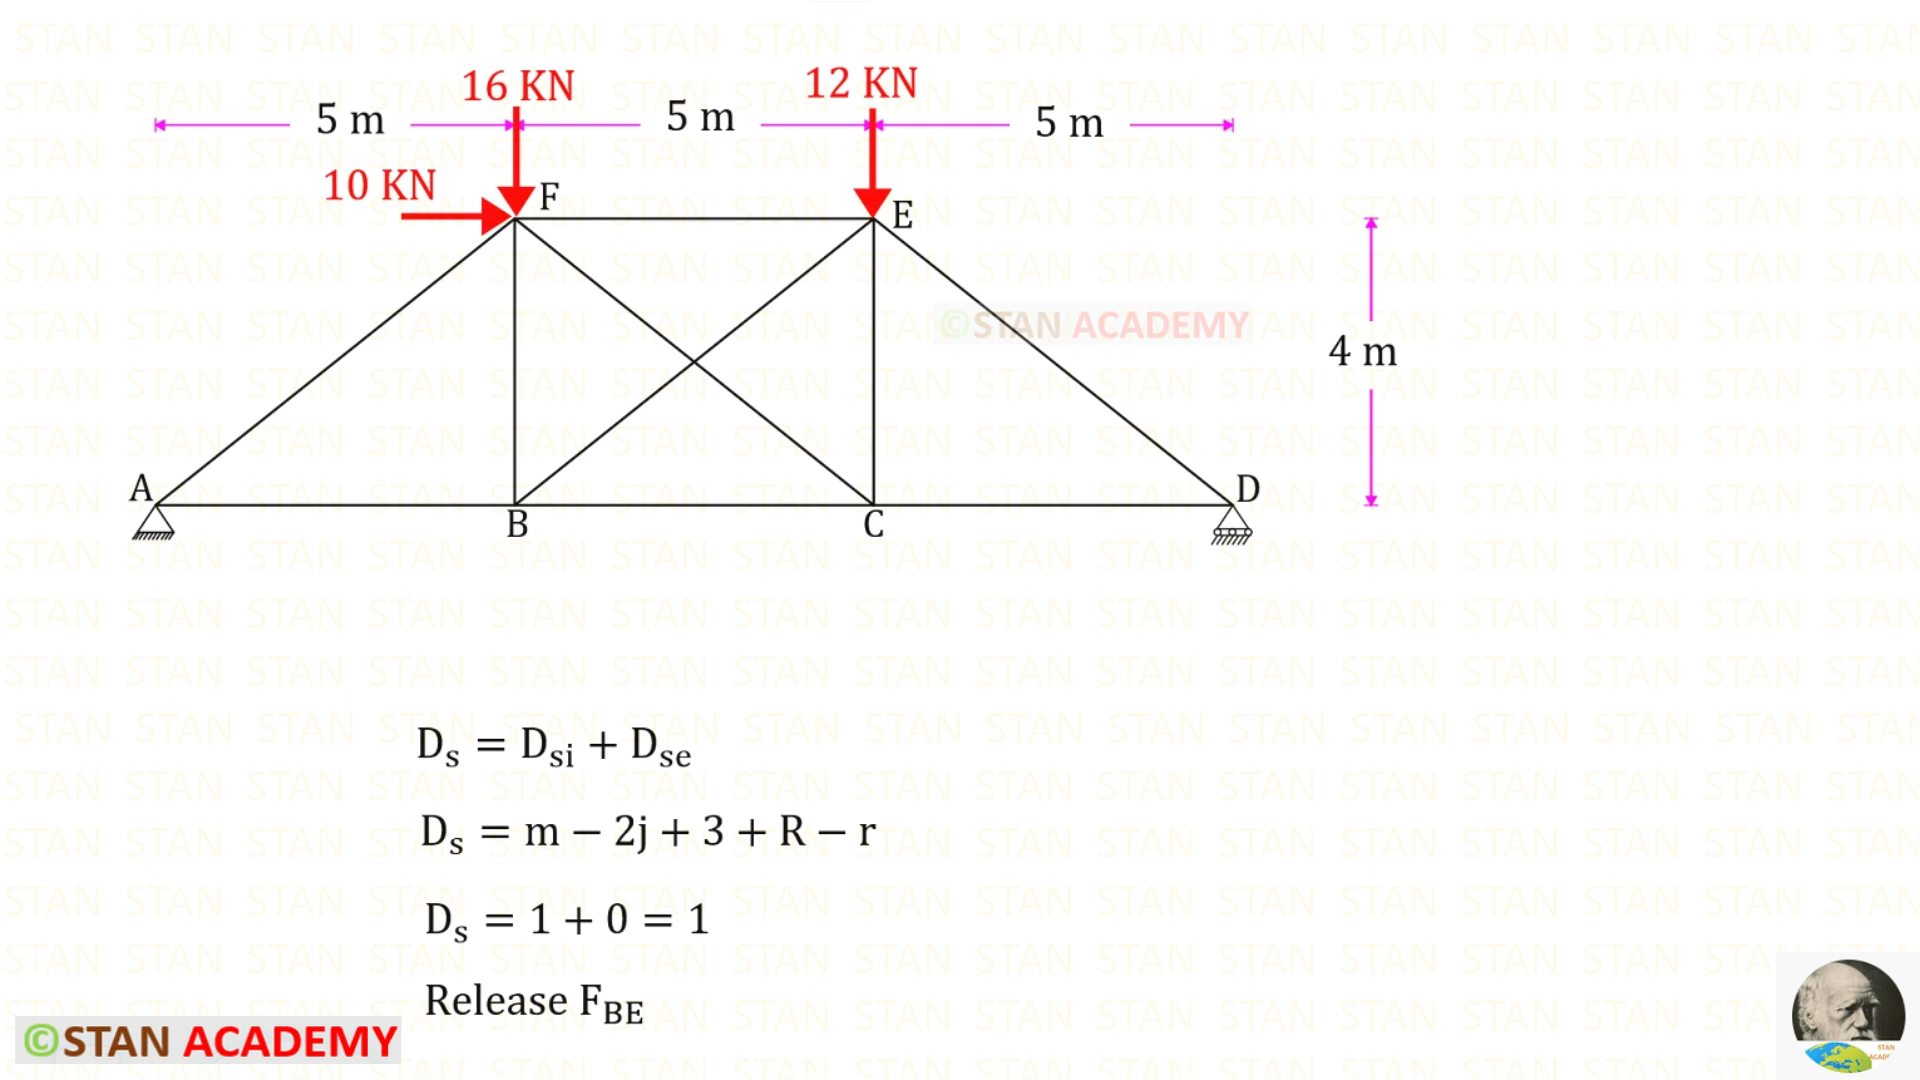 16 KN
12 KN
5 m
5 m
5 m
10 KN
F
E
©STAN ACADEMY
4 m
A
D
B
C
Dₛ = Dₛᵢ + Dₛₑ
Dₛ = m − 2j + 3 + R − r
Dₛ = 1 + 0 = 1
Release F_BE
©STAN ACADEMY
STAN